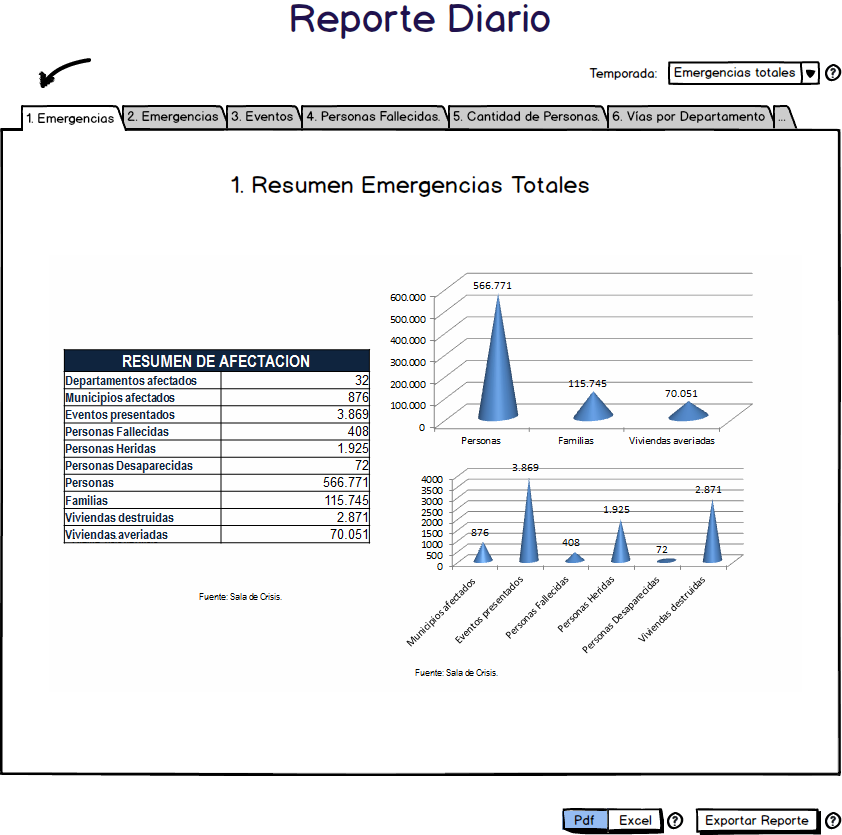 Reporte Diario
Temporada: Emergencias totales ?
1. Emergencias 2. Emergencias 3. Eventos 4. Personas Fallecidas. 5. Cantidad de Personas. 6. Vías por Departamento ...
1. Resumen Emergencias Totales
RESUMEN DE AFECTACION
Departamentos afectados 32
Municipios afectados 876
Eventos presentados 3.869
Personas Fallecidas 408
Personas Heridas 1.925
Personas Desaparecidas 72
Personas 566.771
Familias 115.745
Viviendas destruidas 2.871
Viviendas averiadas 70.051
Fuente: Sala de Crisis.
566.771
600.000
500.000
400.000
300.000
200.000
100.000
0
115.745
70.051
Personas Familias Viviendas averiadas
4000
3500
3000
2500
2000
1500
1000
500
0
876
3.869
408
1.925
72
2.871
Municipios afectados
Eventos presentados
Personas Fallecidas
Personas Heridas
Personas Desaparecidas
Viviendas destruidas
Fuente: Sala de Crisis.
Pdf Excel ? Exportar Reporte ?